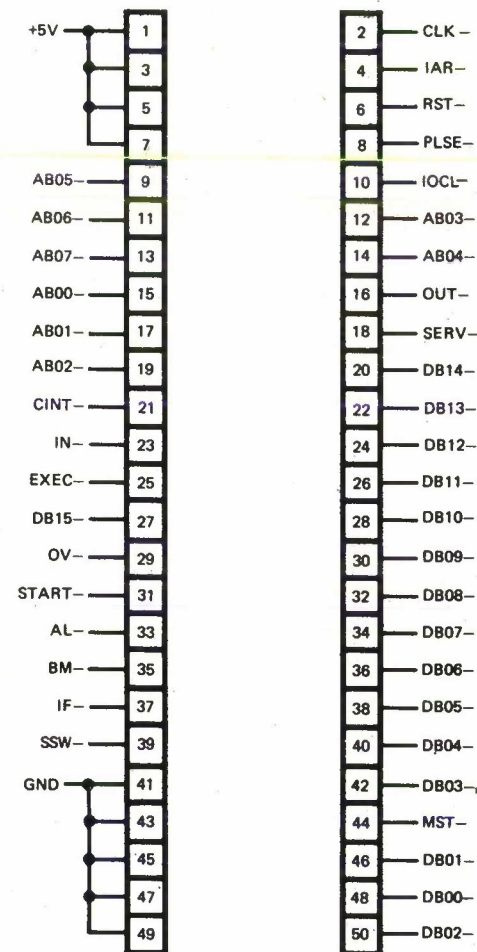 +5V 1 2 CLK –
3 4 IAR–
5 6 RST–
7 8 PLSE–
AB05– 9 10 IOCL–
AB06– 11 12 AB03–
AB07– 13 14 AB04–
AB00– 15 16 OUT–
AB01– 17 18 SERV–
AB02– 19 20 DB14–
CINT– 21 22 DB13–
IN– 23 24 DB12–
EXEC– 25 26 DB11–
DB15– 27 28 DB10–
OV– 29 30 DB09–
START– 31 32 DB08–
AL– 33 34 DB07–
BM– 35 36 DB06–
IF– 37 38 DB05–
SSW– 39 40 DB04–
GND 41 42 DB03–
43 44 MST–
45 46 DB01–
47 48 DB00–
49 50 DB02–